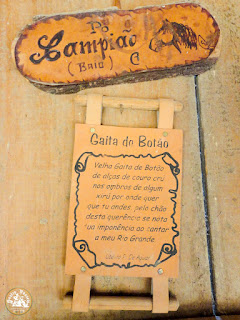 Campião
(Baio)
Gaita de Botão
Velha Gaita de Botão
de alças de couro crú
nos ombros de algum
xirú por onde quer
que tu andes, pelo chão
desta querência se nota
tua imponência ao cantar
o meu Rio Grande.